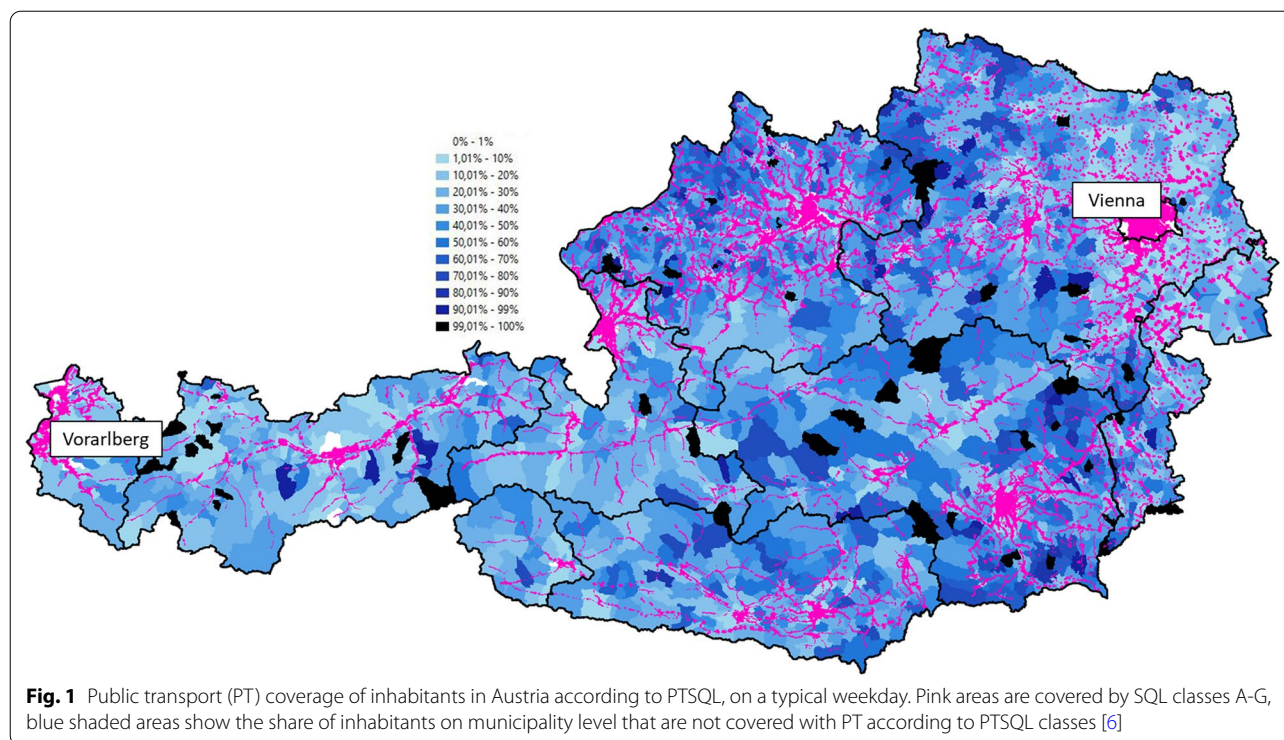 0% - 1%
1,01% - 10%
10,01% - 20%
20,01% - 30%
30,01% - 40%
40,01% - 50%
50,01% - 60%
60,01% - 70%
70,01% - 80%
80,01% - 90%
90,01% - 99%
99,01% - 100%
Vienna
Vorarlberg
Fig. 1 Public transport (PT) coverage of inhabitants in Austria according to PTSQL, on a typical weekday. Pink areas are covered by SQL classes A-G,
blue shaded areas show the share of inhabitants on municipality level that are not covered with PT according to PTSQL classes [6]